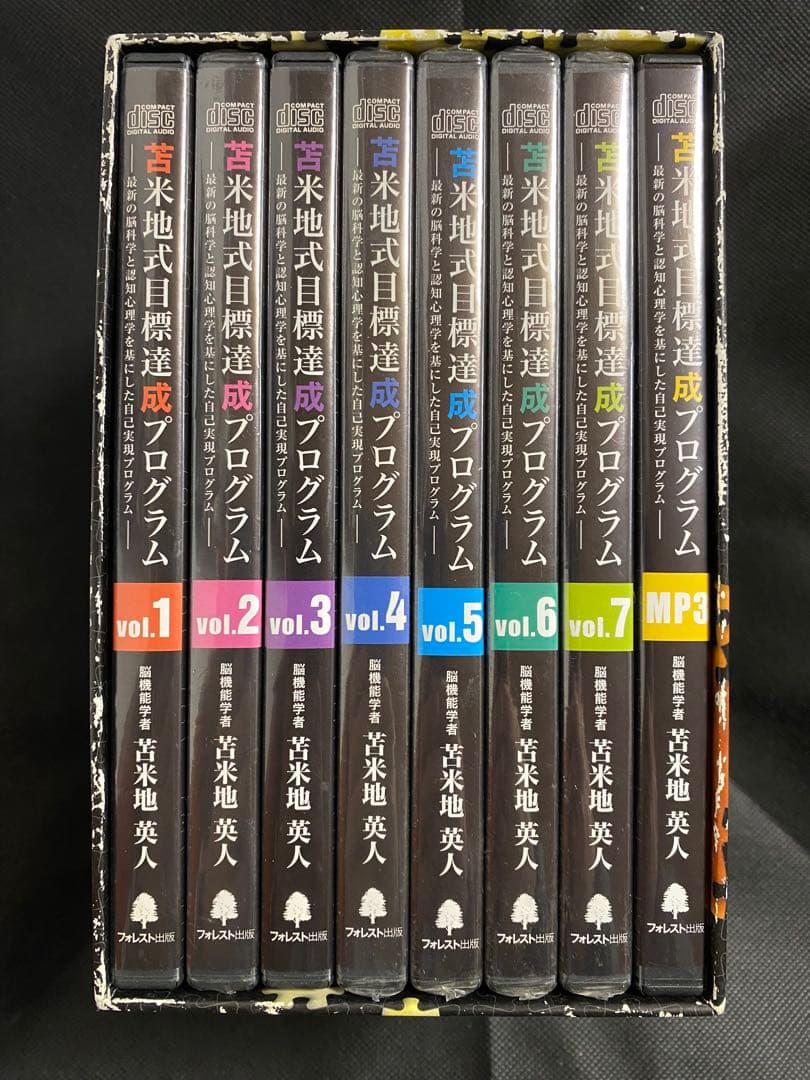 COMPACT
disc
DIGITAL AUDIO
苫米地式目標達成プログラム
最新の脳科学と認知心理学を基にした自己実現プログラム
vol.1
脳機能学者
苫米地 英人
フォレスト出版
COMPACT
disc
DIGITAL AUDIO
苫米地式目標達成プログラム
最新の脳科学と認知心理学を基にした自己実現プログラム
vol.2
脳機能学者
苫米地 英人
フォレスト出版
COMPACT
disc
DIGITAL AUDIO
苫米地式目標達成プログラム
最新の脳科学と認知心理学を基にした自己実現プログラム
vol.3
脳機能学者
苫米地 英人
フォレスト出版
COMPACT
disc
DIGITAL AUDIO
苫米地式目標達成プログラム
最新の脳科学と認知心理学を基にした自己実現プログラム
vol.4
脳機能学者
苫米地 英人
フォレスト出版
COMPACT
disc
DIGITAL AUDIO
苫米地式目標達成プログラム
最新の脳科学と認知心理学を基にした自己実現プログラム
vol.5
脳機能学者
苫米地 英人
フォレスト出版
COMPACT
disc
DIGITAL AUDIO
苫米地式目標達成プログラム
最新の脳科学と認知心理学を基にした自己実現プログラム
vol.6
脳機能学者
苫米地 英人
フォレスト出版
COMPACT
disc
DIGITAL AUDIO
苫米地式目標達成プログラム
最新の脳科学と認知心理学を基にした自己実現プログラム
vol.7
脳機能学者
苫米地 英人
フォレスト出版
COMPACT
disc
DIGITAL AUDIO
苫米地式目標達成プログラム
最新の脳科学と認知心理学を基にした自己実現プログラム
MP3
脳機能学者
苫米地 英人
フォレスト出版